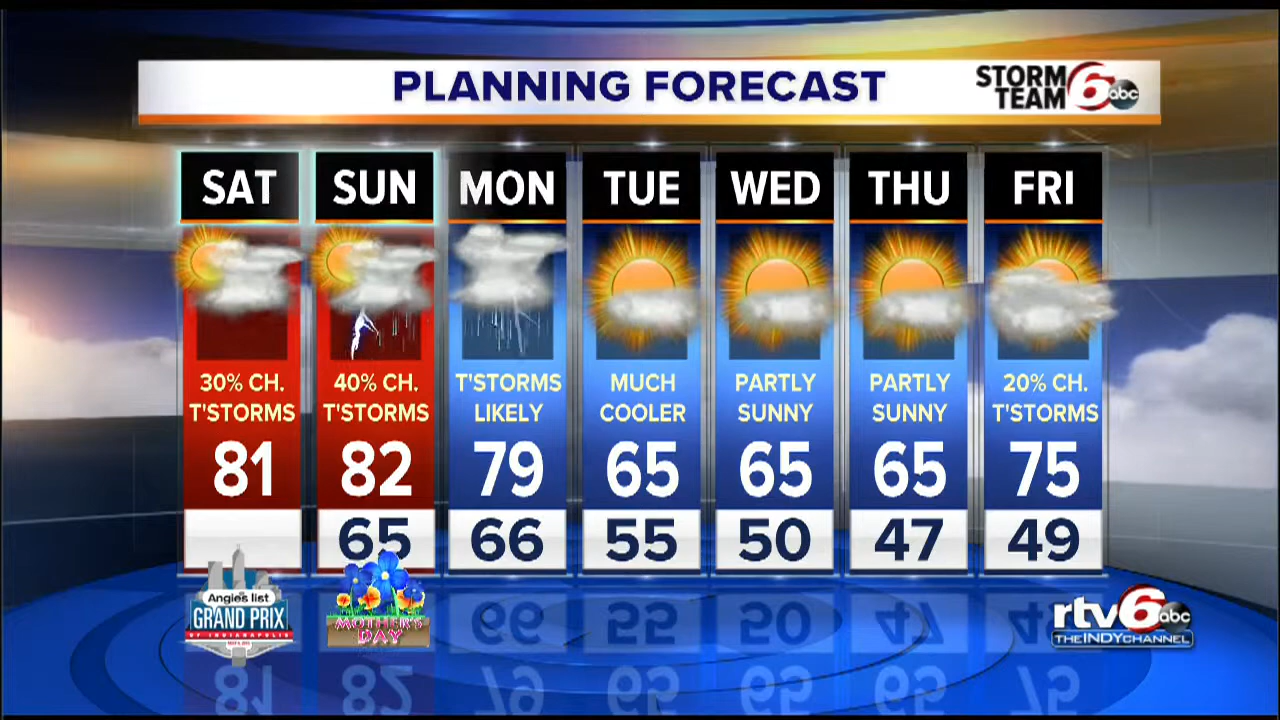 PLANNING FORECAST
STORM
TEAM 6 abc
SAT SUN MON TUE WED THU FRI
30% CH. 40% CH. T'STORMS MUCH PARTLY PARTLY 20% CH.
T'STORMS T'STORMS LIKELY COOLER SUNNY SUNNY T'STORMS
81 82 79 65 65 65 75
65 66 55 50 47 49
Angie's list
GRAND PRIX
OF INDIANAPOLIS
MOTHER'S
DAY
rtv6 abc
THE INDY CHANNEL